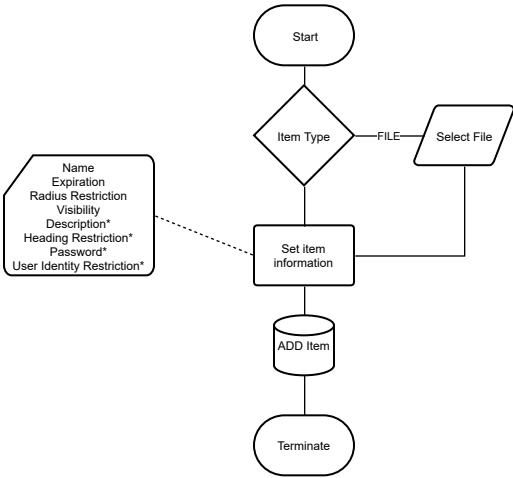 Start
Item Type
FILE
Select File
Name
Expiration
Radius Restriction
Visibility
Description*
Heading Restriction*
Password*
User Identity Restriction*
Set item
information
ADD Item
Terminate